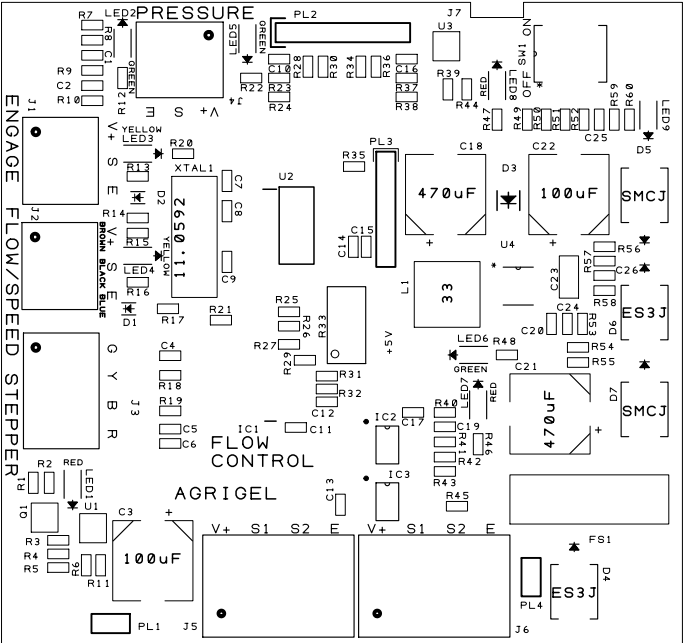 PRESSURE
LED2
R7
R8
C1
R9
C2
R10
GREEN
R12
J4
V+ S E
LED5
GREEN
R22
PL2
C10
R28
R30
R34
R36
C16
R23
R24
R37
R38
J7
U3
R39
R44
RED
LED8
OFF SW1 ON
*
R47
R49
R50
R51
R52
C25
R59
R60
LED9
D5
ENGAGE
J1
V+ S E
YELLOW
LED3
R20
R13
D2
R14
XTAL1
11.0592
C7
C8
C9
U2
R35
PL3
C14
C15
C18
470uF
+
D3
C22
100uF
+
SMCJ
FLOW/SPEED
J2
BROWN BLACK BLUE
V+ S E
R15
YELLOW
LED4
R16
D1
R17
R21
L1
33
U4
*
C23
R56
R57
C26
R58
C20
C24
R53
ES3J
D6
R25
R26
R27
R29
R33
+5V
LED6
GREEN
R48
R54
R55
STEPPER
G Y B R
J3
C4
R18
R19
C5
C6
R31
R32
C12
IC1
C11
LED7
RED
C21
470uF
+
D7
SMCJ
IC2
C17
R40
C19
R41
R42
R43
R46
IC3
R45
FLOW
CONTROL
AGRIGEL
C13
R1
R2
RED
LED1
Q1
U1
R3
R4
R5
R6
R11
C3
+
100uF
PL1
V+ S1 S2 E
J5
V+ S1 S2 E
J6
FS1
PL4
D4
ES3J